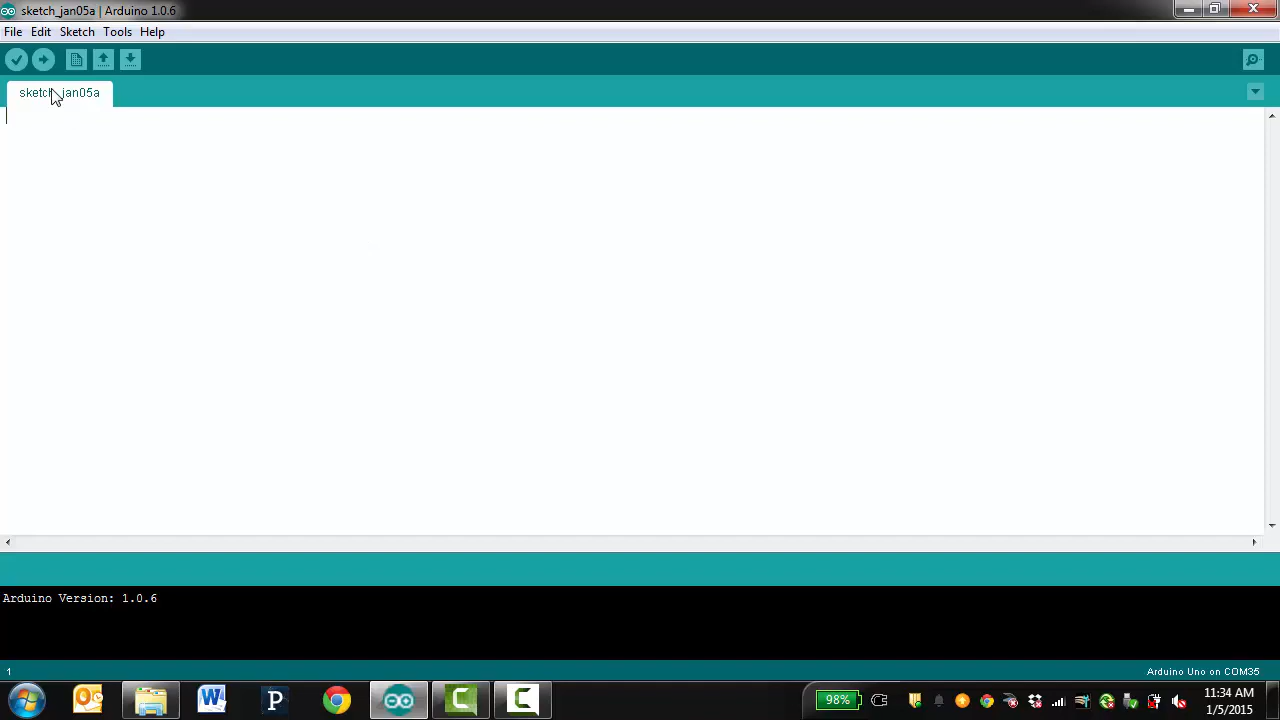 sketch_jan05a | Arduino 1.0.6
File Edit Sketch Tools Help
sketch_jan05a
Arduino Version: 1.0.6
1
Arduino Uno on COM35
98%
11:34 AM
1/5/2015